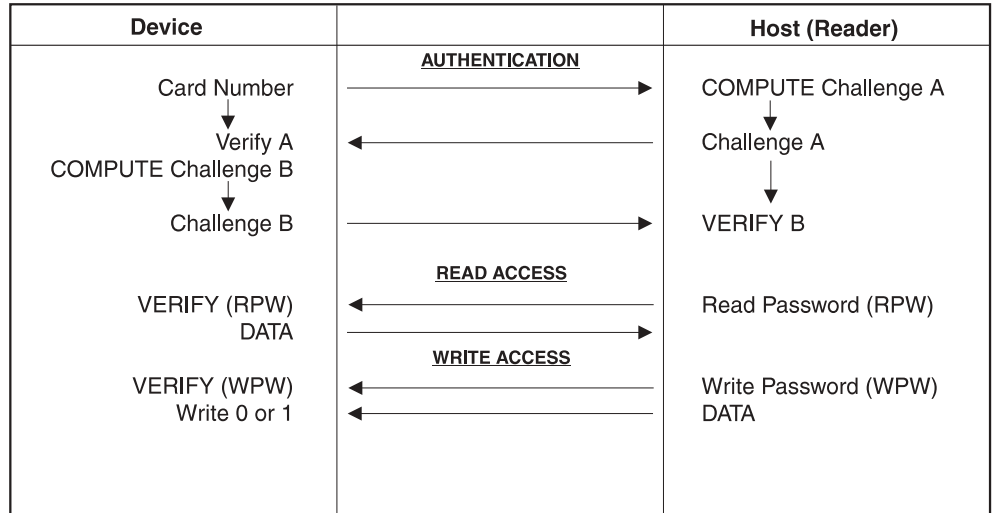 Device Host (Reader)
AUTHENTICATION
Card Number COMPUTE Challenge A
Verify A Challenge A
COMPUTE Challenge B
Challenge B VERIFY B
READ ACCESS
VERIFY (RPW) Read Password (RPW)
DATA
WRITE ACCESS
VERIFY (WPW) Write Password (WPW)
Write 0 or 1 DATA